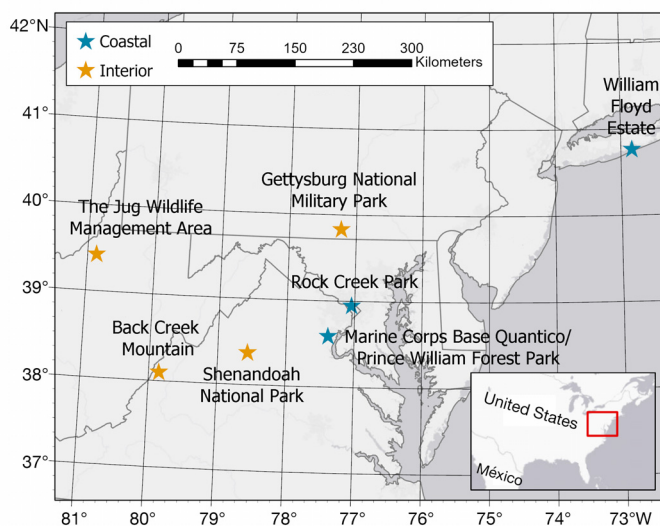 42°N
Coastal
Interior
0 75 150 230 300
Kilometers
41°
40°
39°
38°
37°
William
Floyd
Estate
Gettysburg National
Military Park
The Jug Wildlife
Management Area
Rock Creek Park
Back Creek
Mountain
Marine Corps Base Quantico/
Prince William Forest Park
Shenandoah
National Park
United States
México
81° 80° 79° 78° 77° 76° 75° 74° 73°W